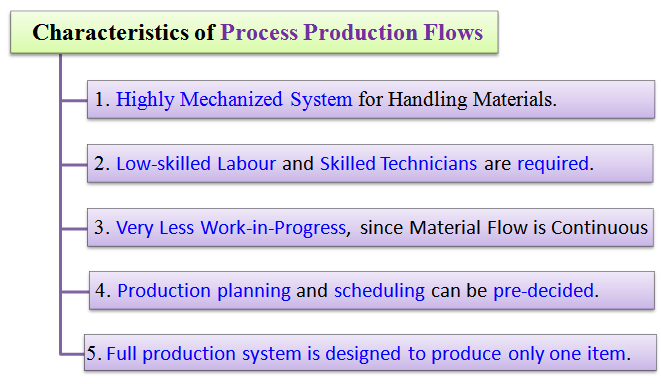 Characteristics of Process Production Flows
1. Highly Mechanized System for Handling Materials.
2. Low-skilled Labour and Skilled Technicians are required.
3. Very Less Work-in-Progress, since Material Flow is Continuous
4. Production planning and scheduling can be pre-decided.
5. Full production system is designed to produce only one item.